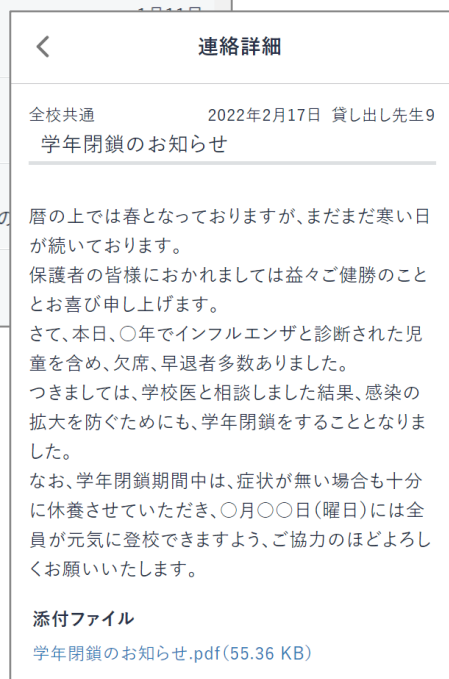 連絡詳細
全校共通 2022年2月17日 貸し出し先生9
学年閉鎖のお知らせ
暦の上では春となっておりますが、まだまだ寒い日
が続いております。
保護者の皆様におかれましては益々ご健勝のこと
とお喜び申し上げます。
さて、本日、〇年でインフルエンザと診断された児
童を含め、欠席、早退者多数ありました。
つきましては、学校医と相談しました結果、感染の
拡大を防ぐためにも、学年閉鎖をすることとなりま
した。
なお、学年閉鎖期間中は、症状が無い場合も十分
に休養させていただき、〇月〇〇日(曜日)には全
員が元気に登校できますよう、ご協力のほどよろし
くお願いいたします。
添付ファイル
学年閉鎖のお知らせ.pdf(55.36 KB)